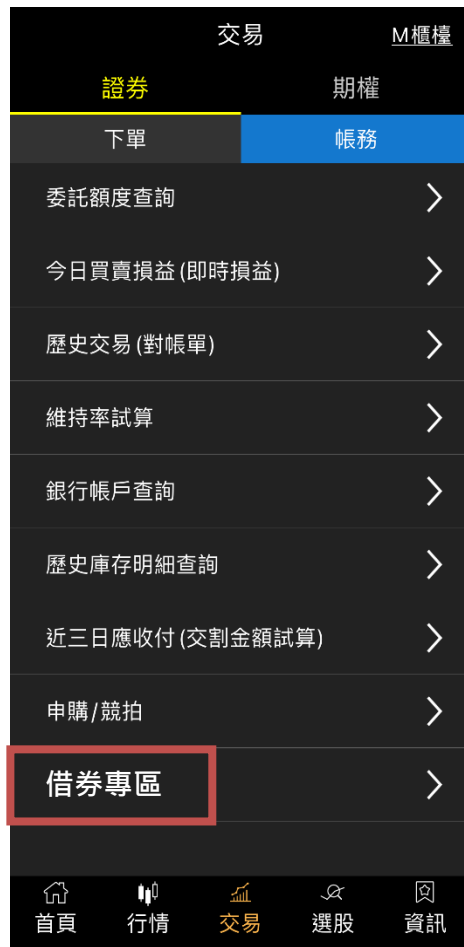 交易 M櫃檯
證券 期權
下單 帳務
委託額度查詢
今日買賣損益(即時損益)
歷史交易(對帳單)
維持率試算
銀行帳戶查詢
歷史庫存明細查詢
近三日應收付(交割金額試算)
申購/競拍
借券專區
首頁 行情 交易 選股 資訊